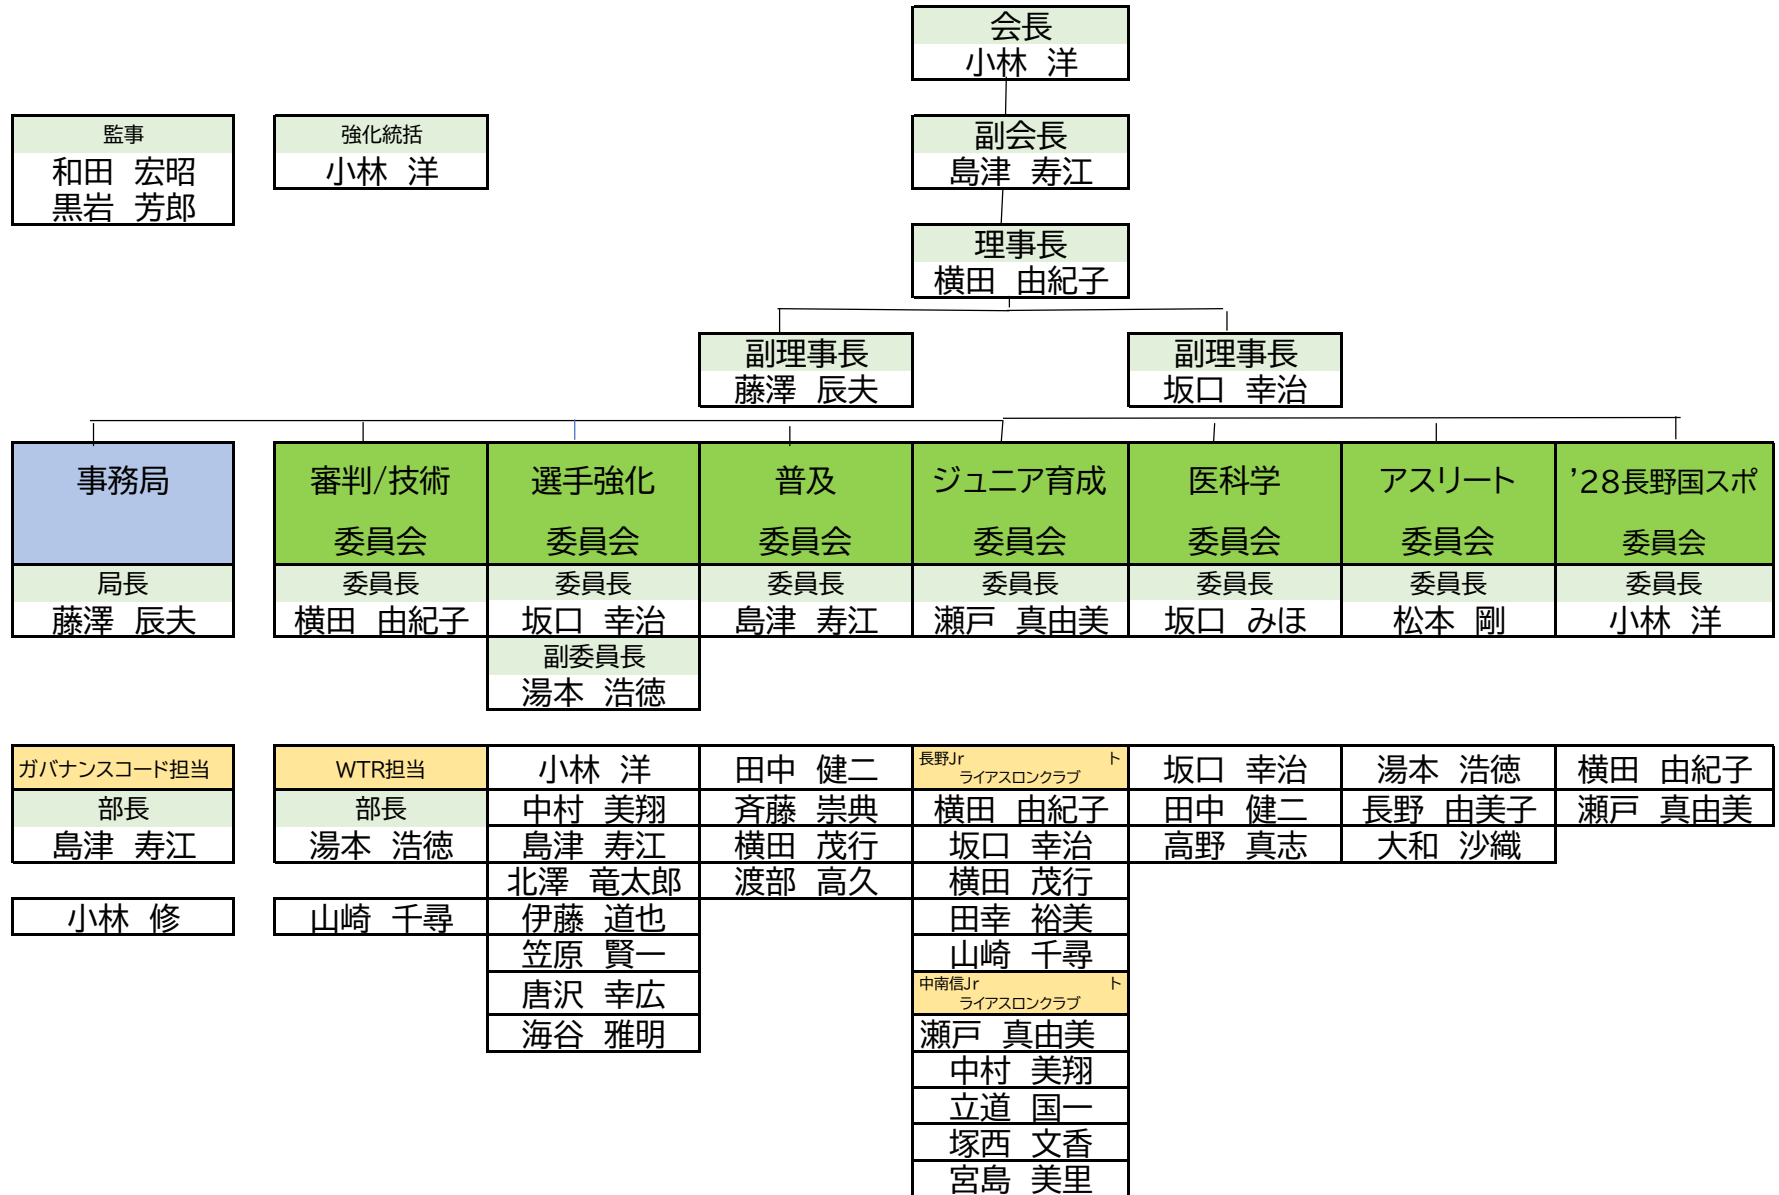 会長
小林 洋
監事
和田 宏昭
黒岩 芳郎
強化統括
小林 洋
副会長
島津 寿江
理事長
横田 由紀子
副理事長
藤澤 辰夫
副理事長
坂口 幸治
事務局
局長
藤澤 辰夫
審判/技術
委員会
委員長
横田 由紀子
選手強化
委員会
委員長
坂口 幸治
副委員長
湯本 浩徳
普及
委員会
委員長
島津 寿江
ジュニア育成
委員会
委員長
瀬戸 真由美
医科学
委員会
委員長
坂口 みほ
アスリート
委員会
委員長
松本 剛
’28長野国スポ
委員会
委員長
小林 洋
ガバナンスコード担当
部長
島津 寿江
小林 修
WTR担当
部長
湯本 浩徳
山崎 千尋
小林 洋
中村 美翔
島津 寿江
北澤 竜太郎
伊藤 道也
笠原 賢一
唐沢 幸広
海谷 雅明
田中 健二
斉藤 崇典
横田 茂行
渡部 高久
長野Jr ト
ライアスロンクラブ
横田 由紀子
坂口 幸治
横田 茂行
田幸 裕美
山崎 千尋
中南信Jr ト
ライアスロンクラブ
瀬戸 真由美
中村 美翔
立道 国一
塚西 文香
宮島 美里
坂口 幸治
田中 健二
高野 真志
湯本 浩徳
長野 由美子
大和 沙織
横田 由紀子
瀬戸 真由美